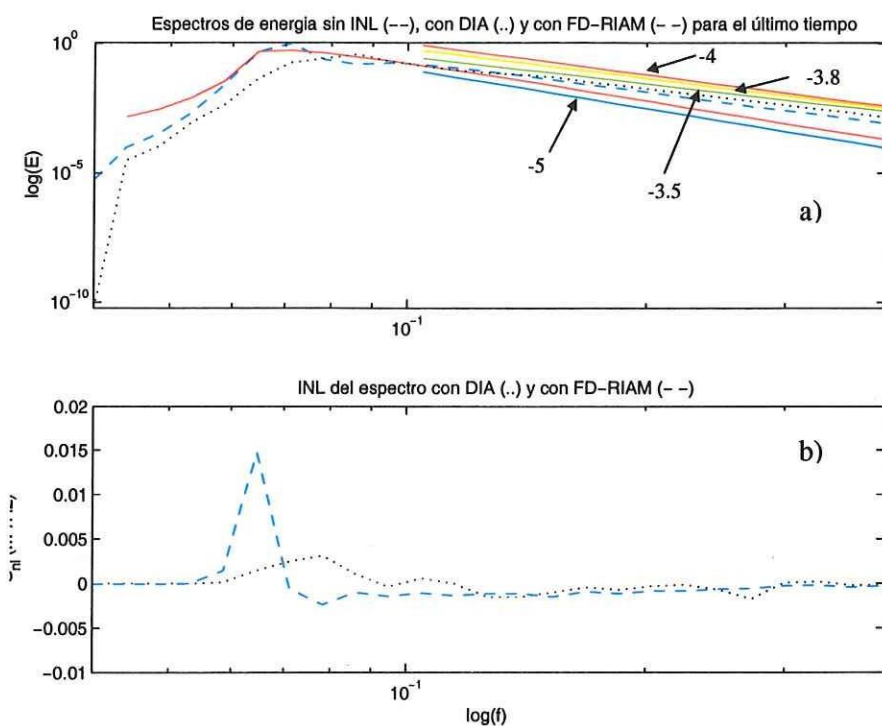 Espectros de energia sin INL (--), con DIA (..) y con FD-RIAM (- -) para el último tiempo
10⁰
-4
-3.8
10⁻⁵
log(E)
-5
-3.5
a)
10⁻¹⁰
10⁻¹
INL del espectro con DIA (..) y con FD-RIAM (- -)
0.02
0.015
b)
0.01
0.005
0
-0.005
-0.01
10⁻¹
log(f)